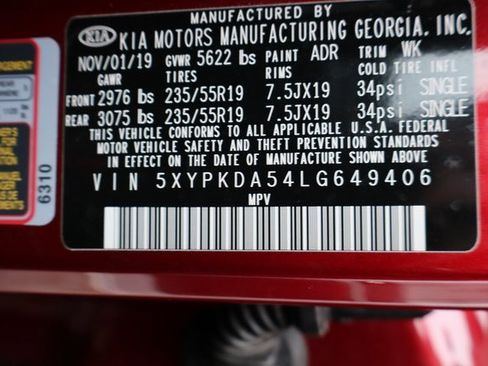 MANUFACTURED BY
KIA KIA MOTORS MANUFACTURING GEORGIA, INC.
NOV/01/19 GVWR 5622 lbs PAINT ADR TRIM WK
GAWR TIRES RIMS COLD TIRE INFL
FRONT 2976 lbs 235/55R19 7.5JX19 34psi SINGLE
REAR 3075 lbs 235/55R19 7.5JX19 34psi SINGLE
THIS VEHICLE CONFORMS TO ALL APPLICABLE U.S.A. FEDERAL
MOTOR VEHICLE SAFETY AND THEFT PREVENTION STANDARDS IN
EFFECT ON THE DATE OF MANUFACTURE SHOWN ABOVE.
VIN 5XYPKDA54LG649406
MPV
6310